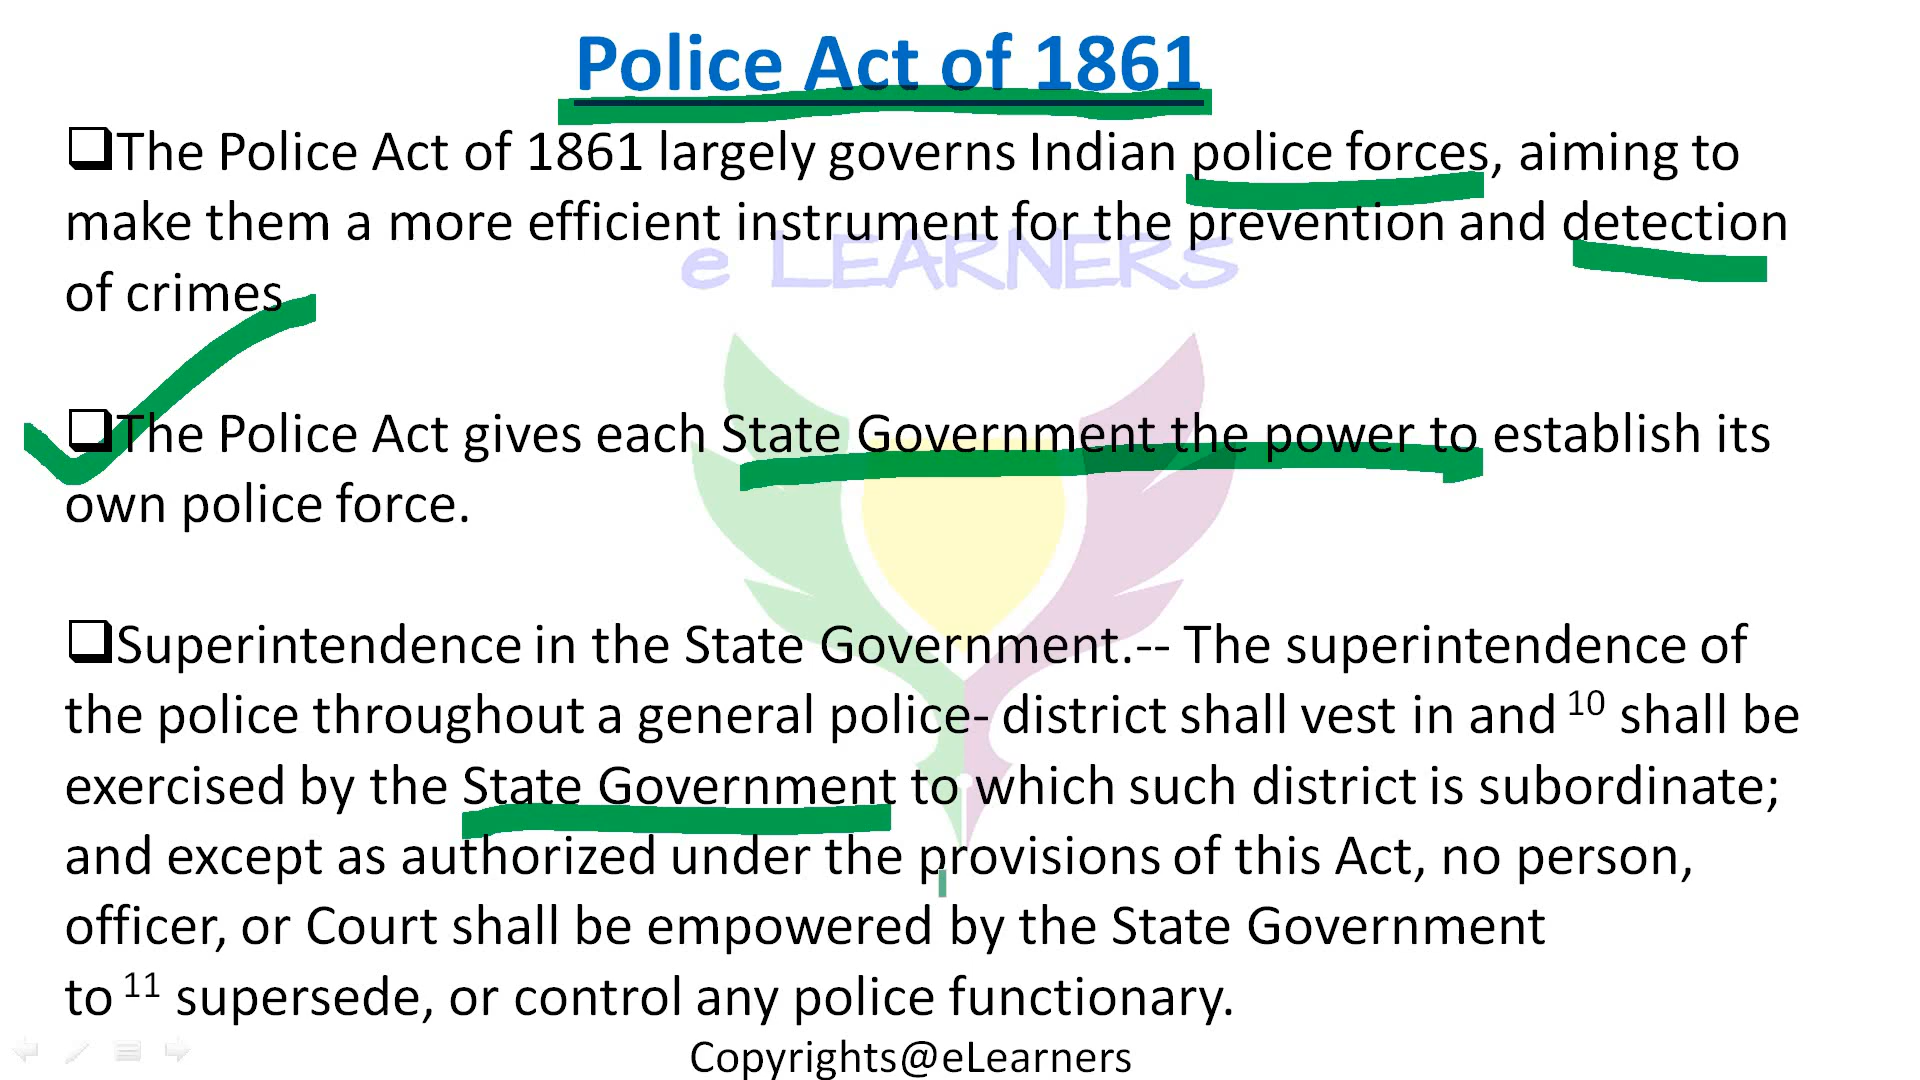 Police Act of 1861
The Police Act of 1861 largely governs Indian police forces, aiming to
make them a more efficient instrument for the prevention and detection
of crimes
e LEARNERS
The Police Act gives each State Government the power to establish its
own police force.
Superintendence in the State Government.-- The superintendence of
the police throughout a general police- district shall vest in and 10 shall be
exercised by the State Government to which such district is subordinate;
and except as authorized under the provisions of this Act, no person,
officer, or Court shall be empowered by the State Government
to 11 supersede, or control any police functionary.
Copyrights@eLearners